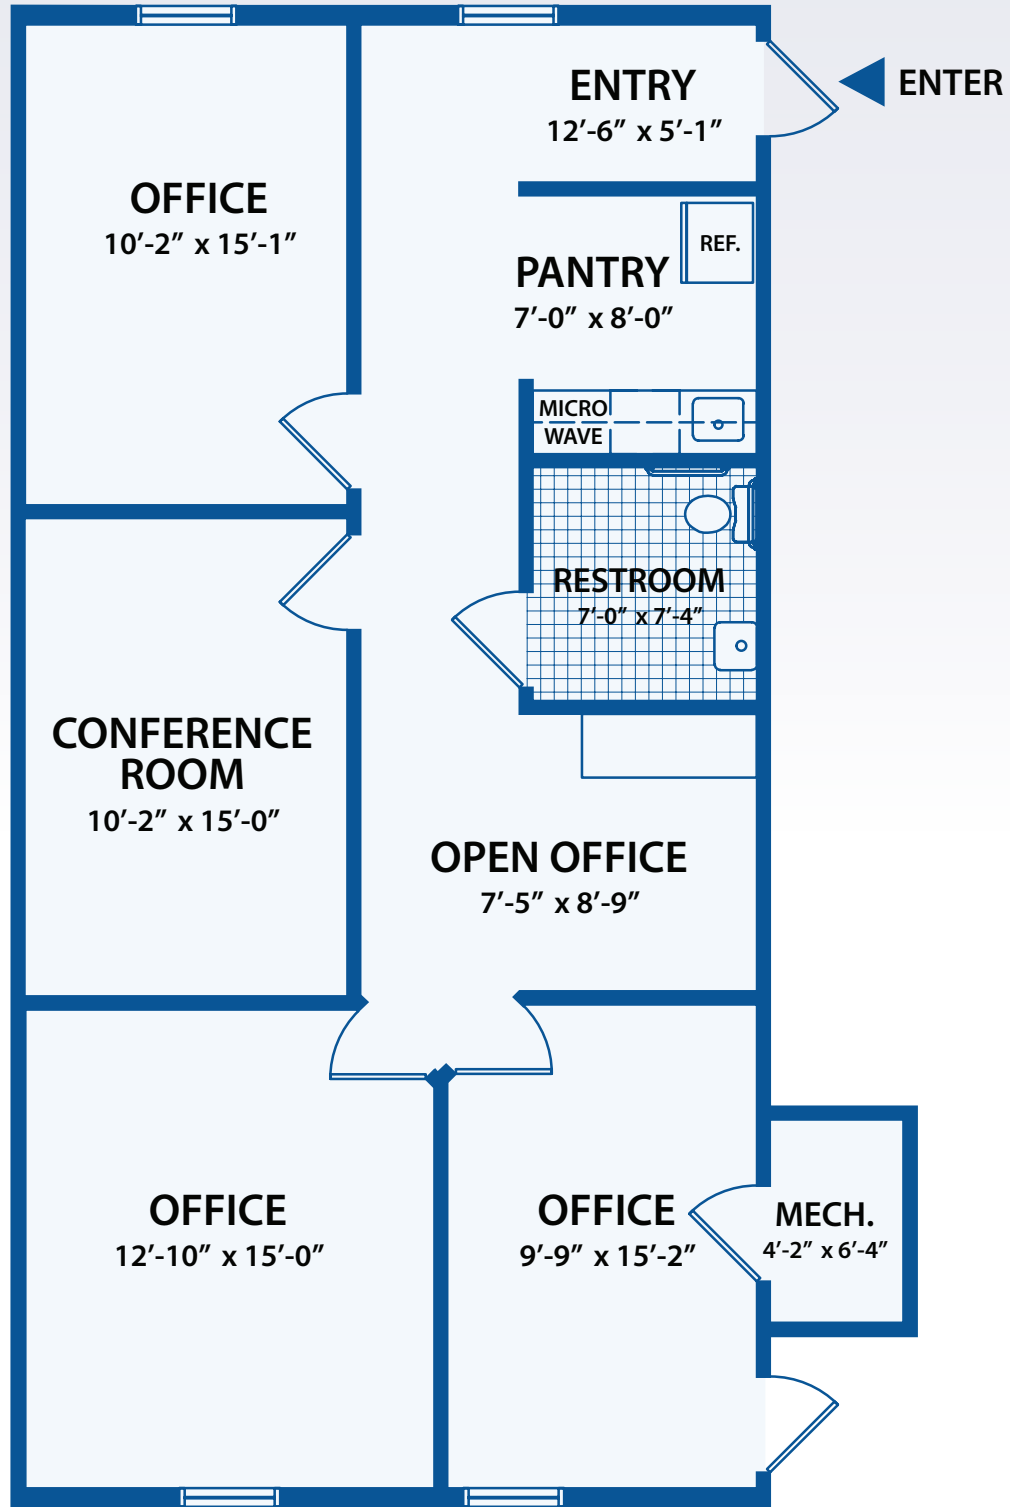 ENTRY
12′-6″ x 5′-1″
ENTER
OFFICE
10′-2″ x 15′-1″
REF.
PANTRY
7′-0″ x 8′-0″
MICRO
WAVE
RESTROOM
7′-0″ x 7′-4″
CONFERENCE
ROOM
10′-2″ x 15′-0″
OPEN OFFICE
7′-5″ x 8′-9″
OFFICE
12′-10″ x 15′-0″
OFFICE
9′-9″ x 15′-2″
MECH.
4′-2″ x 6′-4″